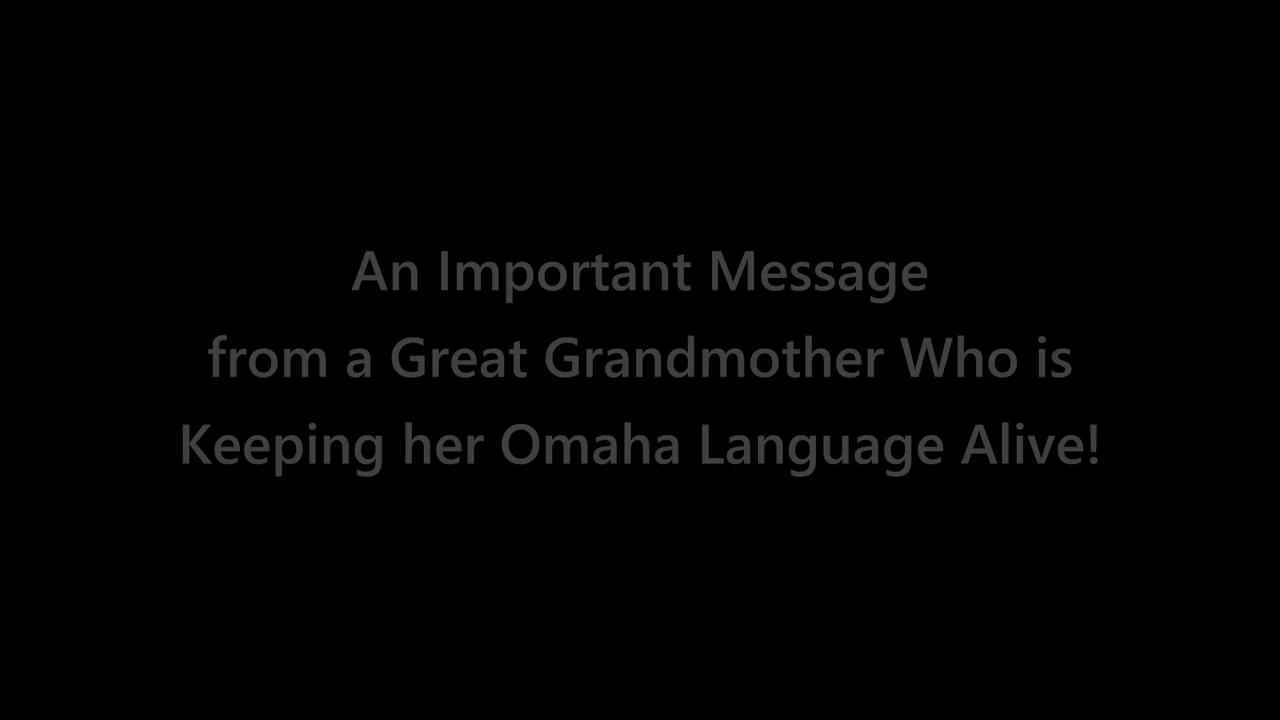 An Important Message
from a Great Grandmother Who is
Keeping her Omaha Language Alive!